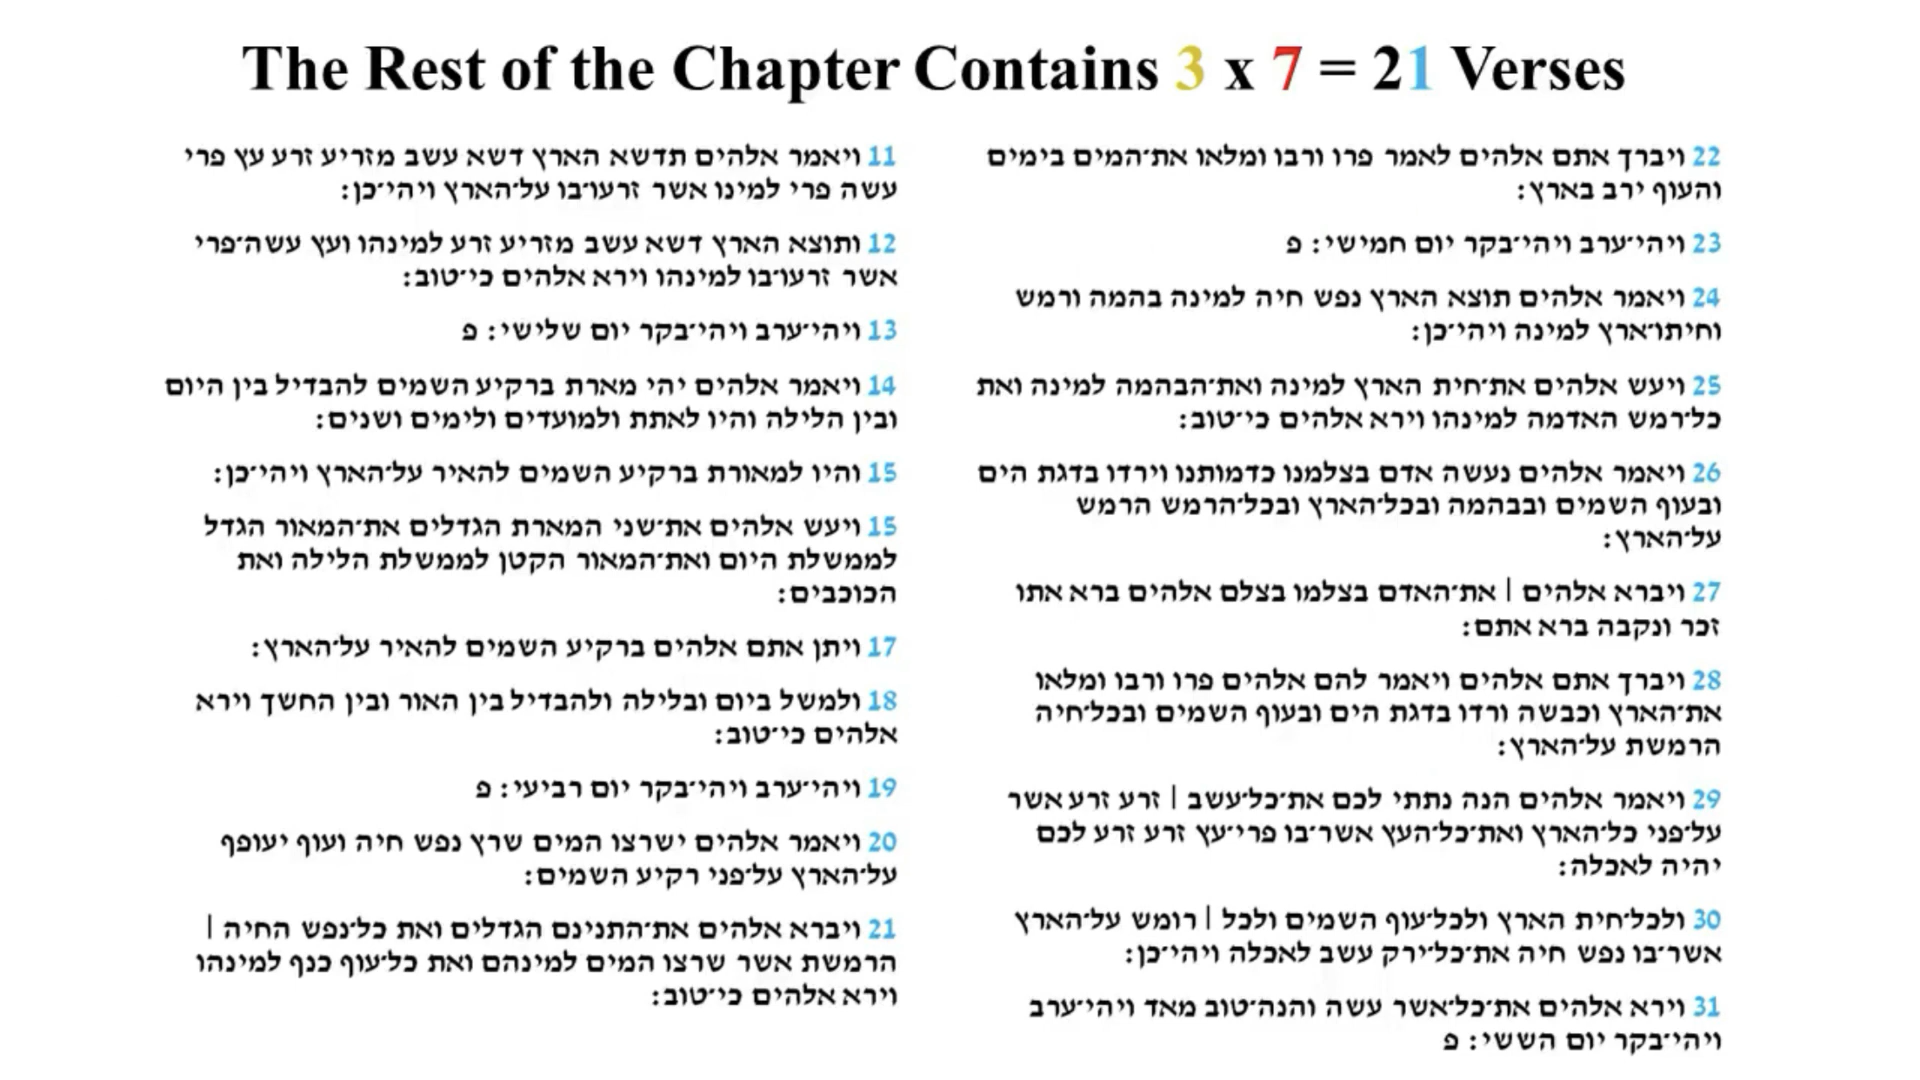 The Rest of the Chapter Contains 3 x 7 = 21 Verses
11 ויאמר אלהים תדשא הארץ דשא עשב מזריע זרע עץ פרי
עשה פרי למינו אשר זרעו־בו על־הארץ ויהי־כן:
12 ותוצא הארץ דשא עשב מזריע זרע למינהו ועץ עשה־פרי
אשר זרעו־בו למינהו וירא אלהים כי־טוב:
13 ויהי־ערב ויהי־בקר יום שלישי: פ
14 ויאמר אלהים יהי מארת ברקיע השמים להבדיל בין היום
ובין הלילה והיו לאתת ולמועדים ולימים ושנים:
15 והיו למאורת ברקיע השמים להאיר על־הארץ ויהי־כן:
15 ויעש אלהים את־שני המארת הגדלים את־המאור הגדל
לממשלת היום ואת־המאור הקטן לממשלת הלילה ואת
הכוכבים:
17 ויתן אתם אלהים ברקיע השמים להאיר על־הארץ:
18 ולמשל ביום ובלילה ולהבדיל בין האור ובין החשך וירא
אלהים כי־טוב:
19 ויהי־ערב ויהי־בקר יום רביעי: פ
20 ויאמר אלהים ישרצו המים שרץ נפש חיה ועוף יעופף
על־הארץ על־פני רקיע השמים:
21 ויברא אלהים את־התנינם הגדלים ואת כל־נפש החיה |
הרמשת אשר שרצו המים למינהם ואת כל־עוף כנף למינהו
וירא אלהים כי־טוב:
22 ויברך אתם אלהים לאמר פרו ורבו ומלאו את־המים בימים
והעוף ירב בארץ:
23 ויהי־ערב ויהי־בקר יום חמישי: פ
24 ויאמר אלהים תוצא הארץ נפש חיה למינה בהמה ורמש
וחיתו־ארץ למינה ויהי־כן:
25 ויעש אלהים את־חית הארץ למינה ואת־הבהמה למינה ואת
כל־רמש האדמה למינהו וירא אלהים כי־טוב:
26 ויאמר אלהים נעשה אדם בצלמנו כדמותנו וירדו בדגת הים
ובעוף השמים ובבהמה ובכל־הארץ ובכל־הרמש הרמש
על־הארץ:
27 ויברא אלהים | את־האדם בצלמו בצלם אלהים ברא אתו
זכר ונקבה ברא אתם:
28 ויברך אתם אלהים ויאמר להם אלהים פרו ורבו ומלאו
את־הארץ וכבשה ורדו בדגת הים ובעוף השמים ובכל־חיה
הרמשת על־הארץ:
29 ויאמר אלהים הנה נתתי לכם את־כל־עשב | זרע זרע אשר
על־פני כל־הארץ ואת־כל־העץ אשר־בו פרי־עץ זרע זרע לכם
יהיה לאכלה:
30 ולכל־חית הארץ ולכל־עוף השמים ולכל | רומש על־הארץ
אשר־בו נפש חיה את־כל־ירק עשב לאכלה ויהי־כן:
31 וירא אלהים את־כל־אשר עשה והנה־טוב מאד ויהי־ערב
ויהי־בקר יום הששי: פ